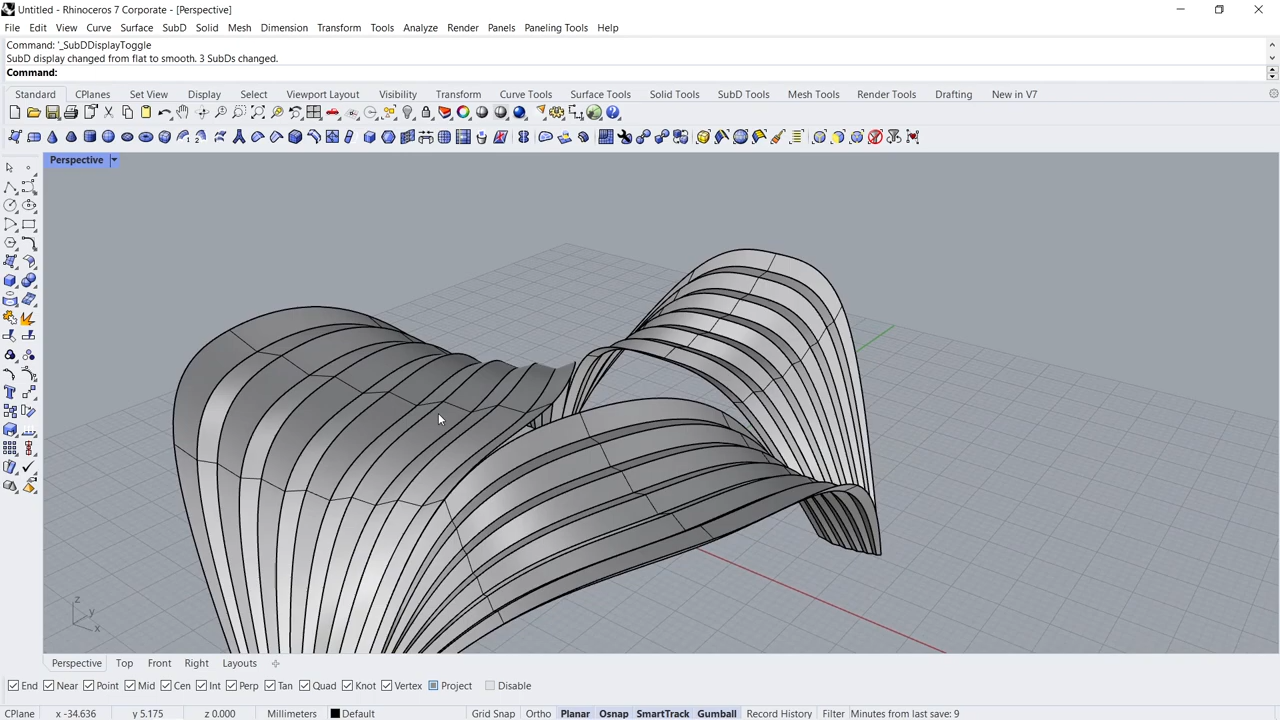 Untitled - Rhinoceros 7 Corporate - [Perspective]
File Edit View Curve Surface SubD Solid Mesh Dimension Transform Tools Analyze Render Panels Paneling Tools Help
Command: '_SubDDisplayToggle
SubD display changed from flat to smooth. 3 SubDs changed.
Command:
Standard CPlanes Set View Display Select Viewport Layout Visibility Transform Curve Tools Surface Tools Solid Tools SubD Tools Mesh Tools Render Tools Drafting New in V7
Perspective
z
y
x
Perspective Top Front Right Layouts
End Near Point Mid Cen Int Perp Tan Quad Knot Vertex Project Disable
CPlane x -34.636 y 5.175 z 0.000 Millimeters Default Grid Snap Ortho Planar Osnap SmartTrack Gumball Record History Filter Minutes from last save: 9